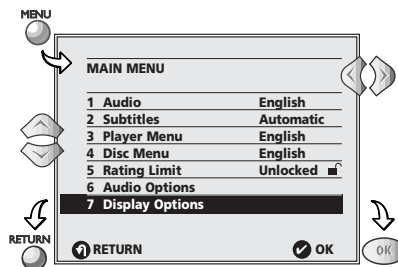 MENU
MAIN MENU
1 Audio English
2 Subtitles Automatic
3 Player Menu English
4 Disc Menu English
5 Rating Limit Unlocked
6 Audio Options
7 Display Options
RETURN
RETURN OK
OK